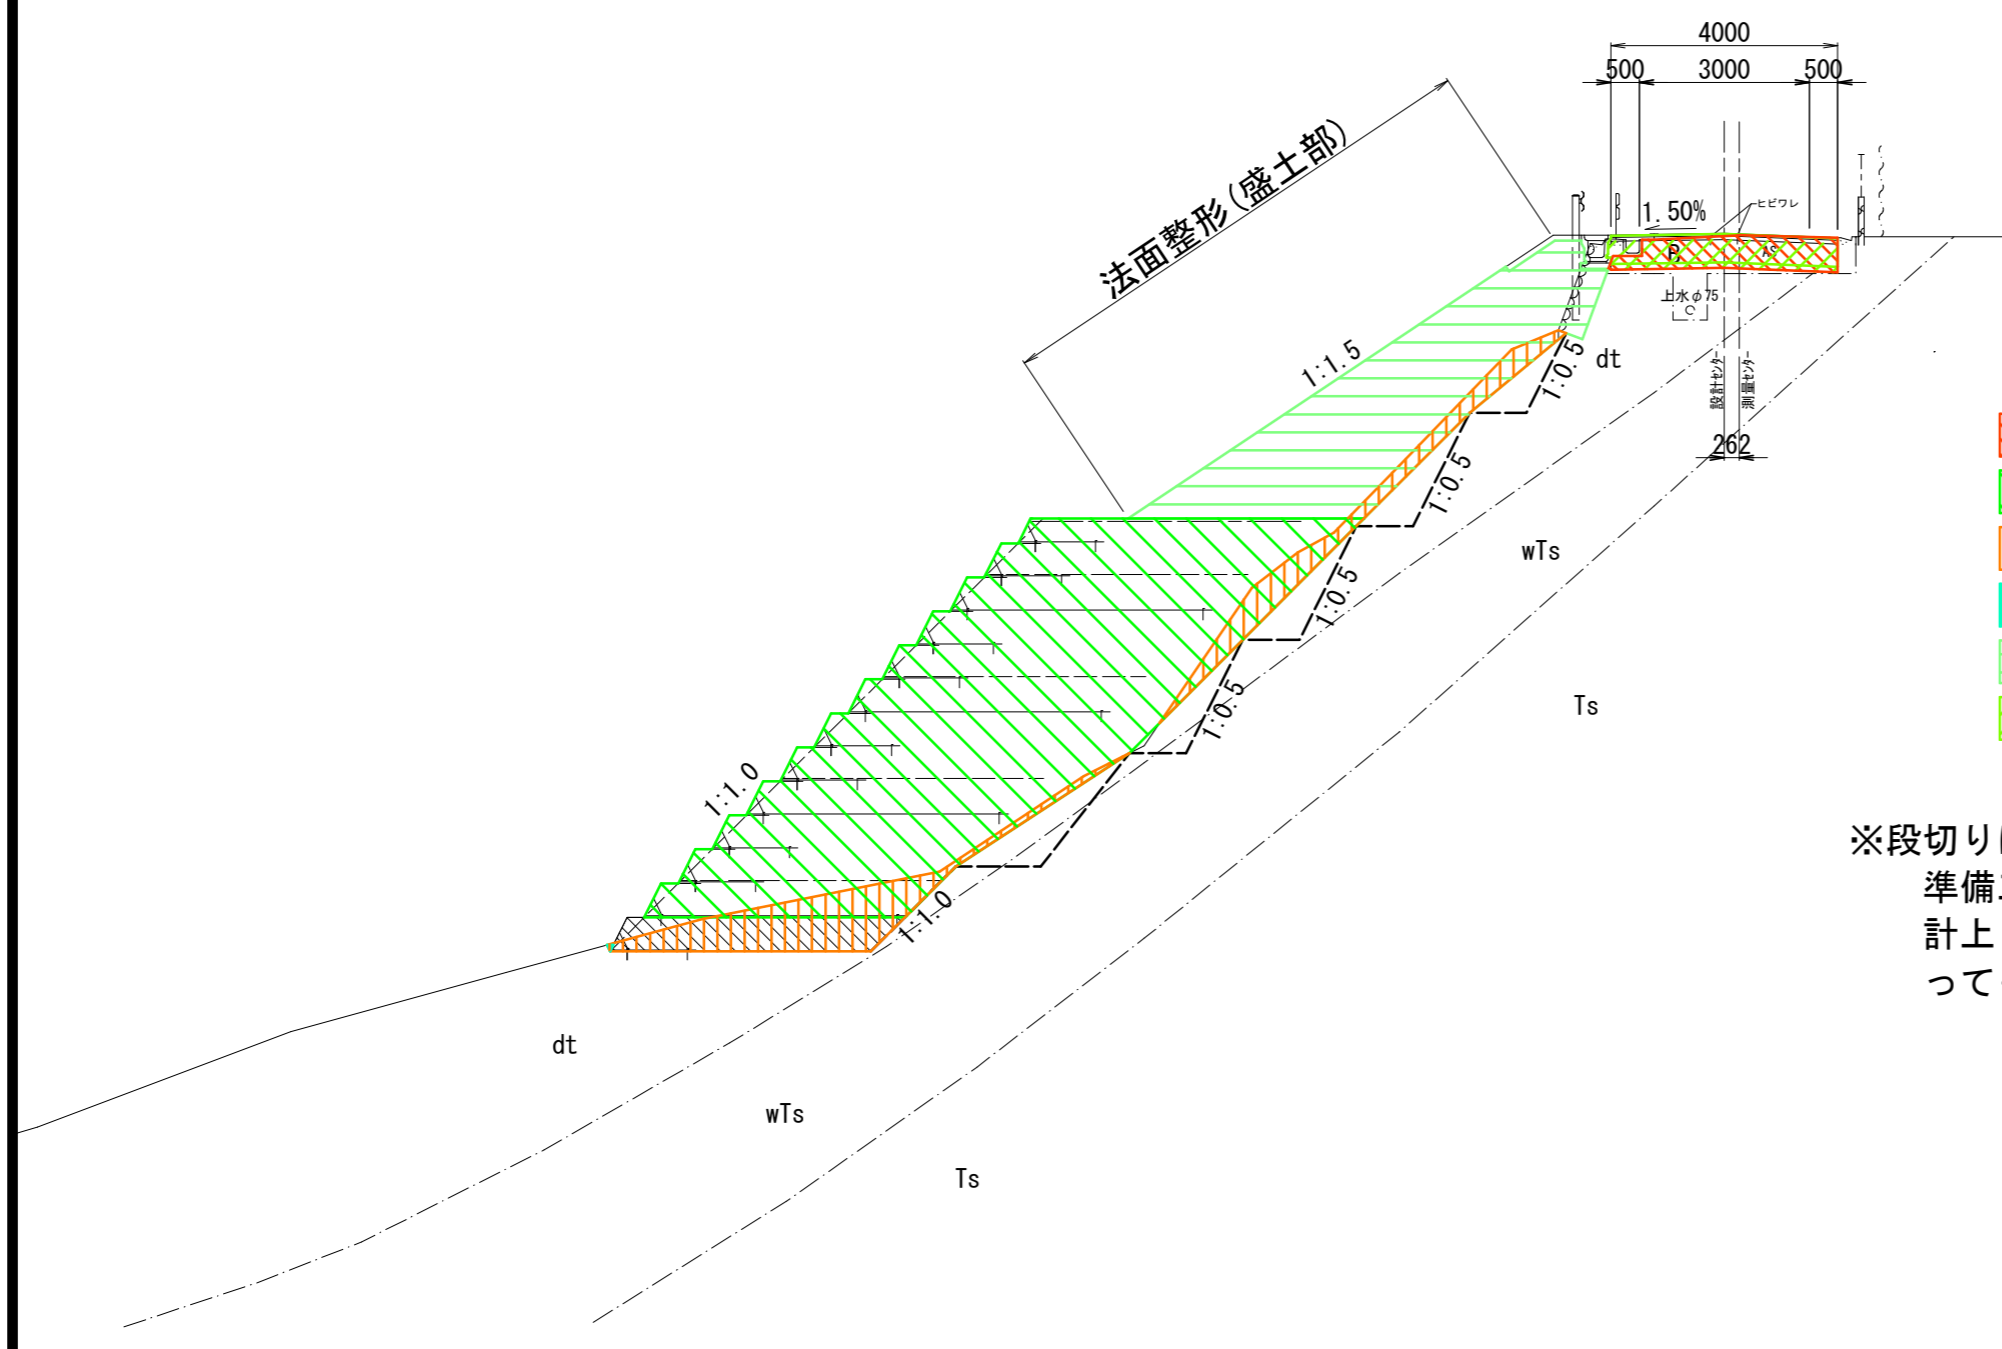 4000
500 3000 500
法面整形(盛土部)
1.50%
ヒビワレ
AS
上水φ75
1:1.5
1:0.5
dt
設計センター
測量センター
262
1:0.5
wTs
1:0.5
1:0.5
Ts
1:1.0
※段切り
準備
計上
って
1:1.0
dt
wTs
Ts